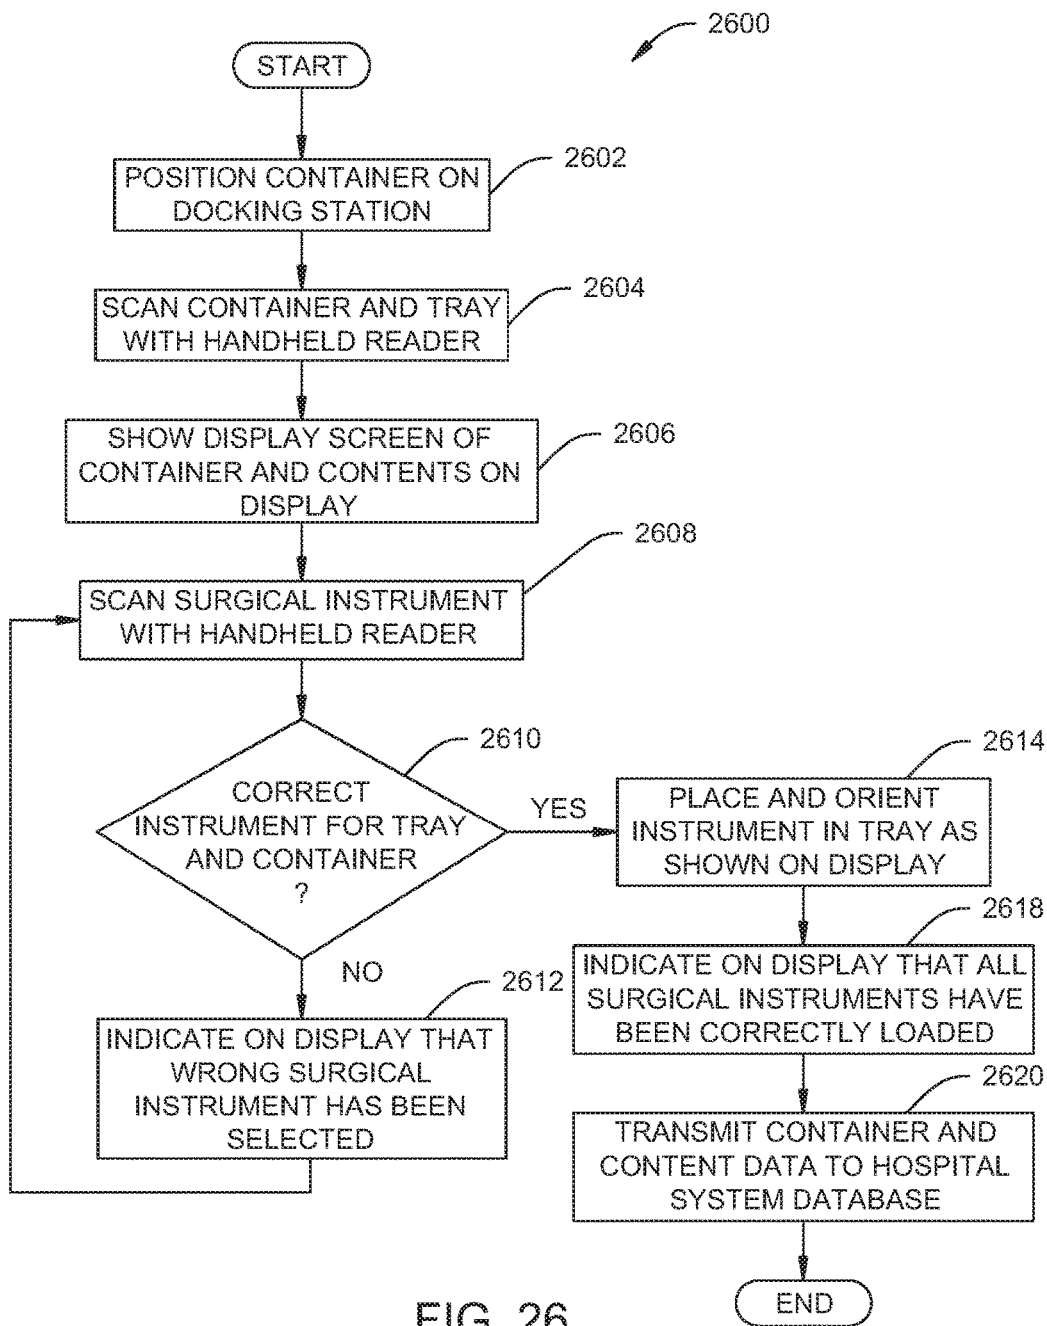 2600
START
2602
POSITION CONTAINER ON
DOCKING STATION
2604
SCAN CONTAINER AND TRAY
WITH HANDHELD READER
2606
SHOW DISPLAY SCREEN OF
CONTAINER AND CONTENTS ON
DISPLAY
2608
SCAN SURGICAL INSTRUMENT
WITH HANDHELD READER
2610
CORRECT
INSTRUMENT FOR TRAY
AND CONTAINER
?
YES
2614
PLACE AND ORIENT
INSTRUMENT IN TRAY AS
SHOWN ON DISPLAY
NO
2612
INDICATE ON DISPLAY THAT
WRONG SURGICAL
INSTRUMENT HAS BEEN
SELECTED
2618
INDICATE ON DISPLAY THAT ALL
SURGICAL INSTRUMENTS HAVE
BEEN CORRECTLY LOADED
2620
TRANSMIT CONTAINER AND
CONTENT DATA TO HOSPITAL
SYSTEM DATABASE
END
FIG. 26